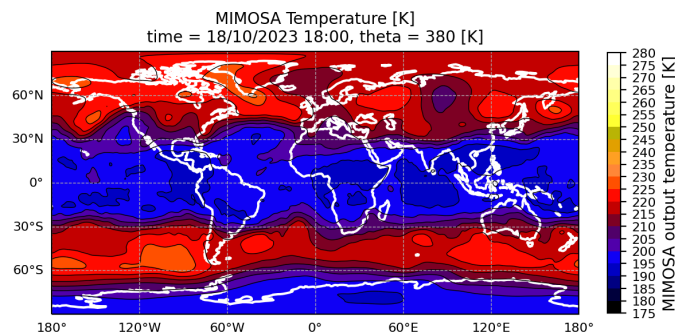 MIMOSA Temperature [K]
time = 18/10/2023 18:00, theta = 380 [K]
60°N
30°N
0°
30°S
60°S
180°
120°W
60°W
0°
60°E
120°E
180°
280
275
270
265
260
255
250
245
240
235
230
225
220
215
210
205
200
195
190
185
180
175
MIMOSA output temperature [K]